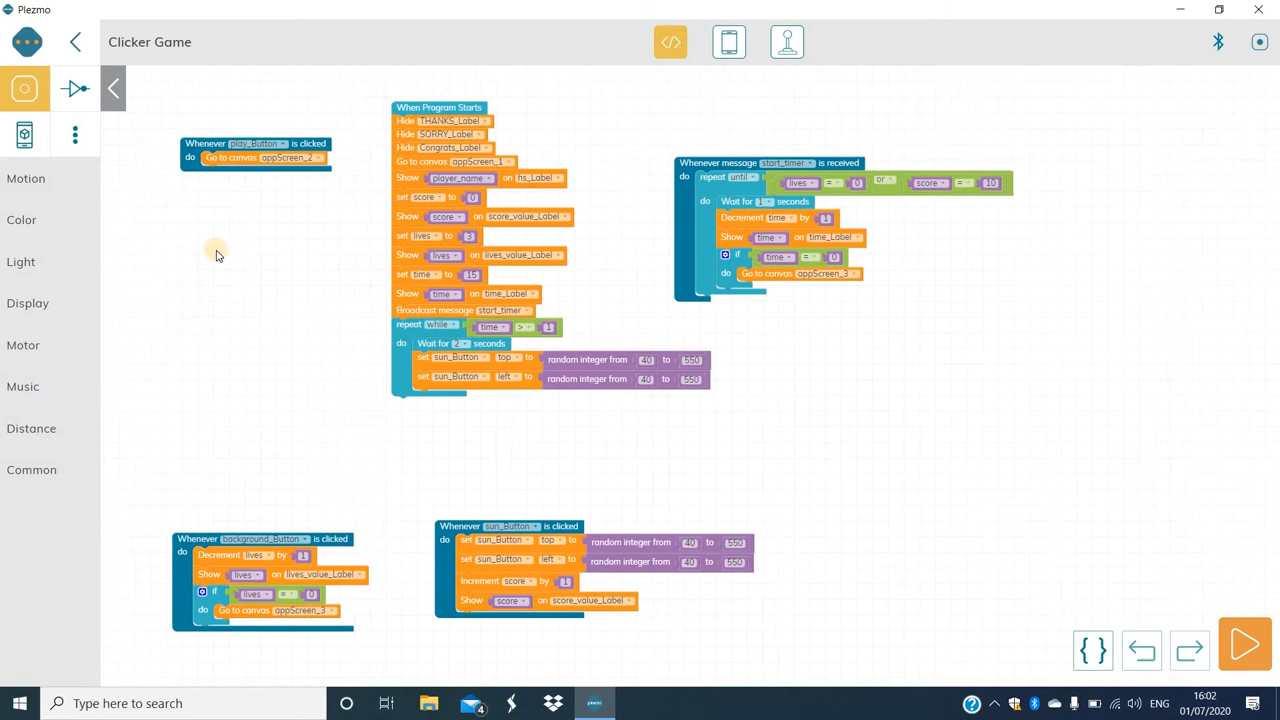 Plezmo
Clicker Game
Motion
Color
Light
Display
Motor
Music
Distance
Common
Whenever play_Button is clicked
do Go to canvas appScreen_2
When Program Starts
Hide THANKS_Label
Hide SORRY_Label
Hide Congrats_Label
Go to canvas appScreen_1
Show player_name on hs_Label
set score to 0
Show score on score_value_Label
set lives to 3
Show lives on lives_value_Label
set time to 15
Show time on time_Label
Broadcast message start_timer
repeat while time > 1
do Wait for 2 seconds
set sun_Button top to random integer from 40 to 550
set sun_Button left to random integer from 40 to 550
Whenever message start_timer is received
do repeat until lives = 0 or score = 10
do Wait for 1 seconds
Decrement time by 1
Show time on time_Label
if time = 0
do Go to canvas appScreen_3
Whenever background_Button is clicked
do Decrement lives by 1
Show lives on lives_value_Label
if lives = 0
do Go to canvas appScreen_3
Whenever sun_Button is clicked
do set sun_Button top to random integer from 40 to 550
set sun_Button left to random integer from 40 to 550
Increment score by 1
Show score on score_value_Label
Type here to search
4
ENG
16:02
01/07/2020